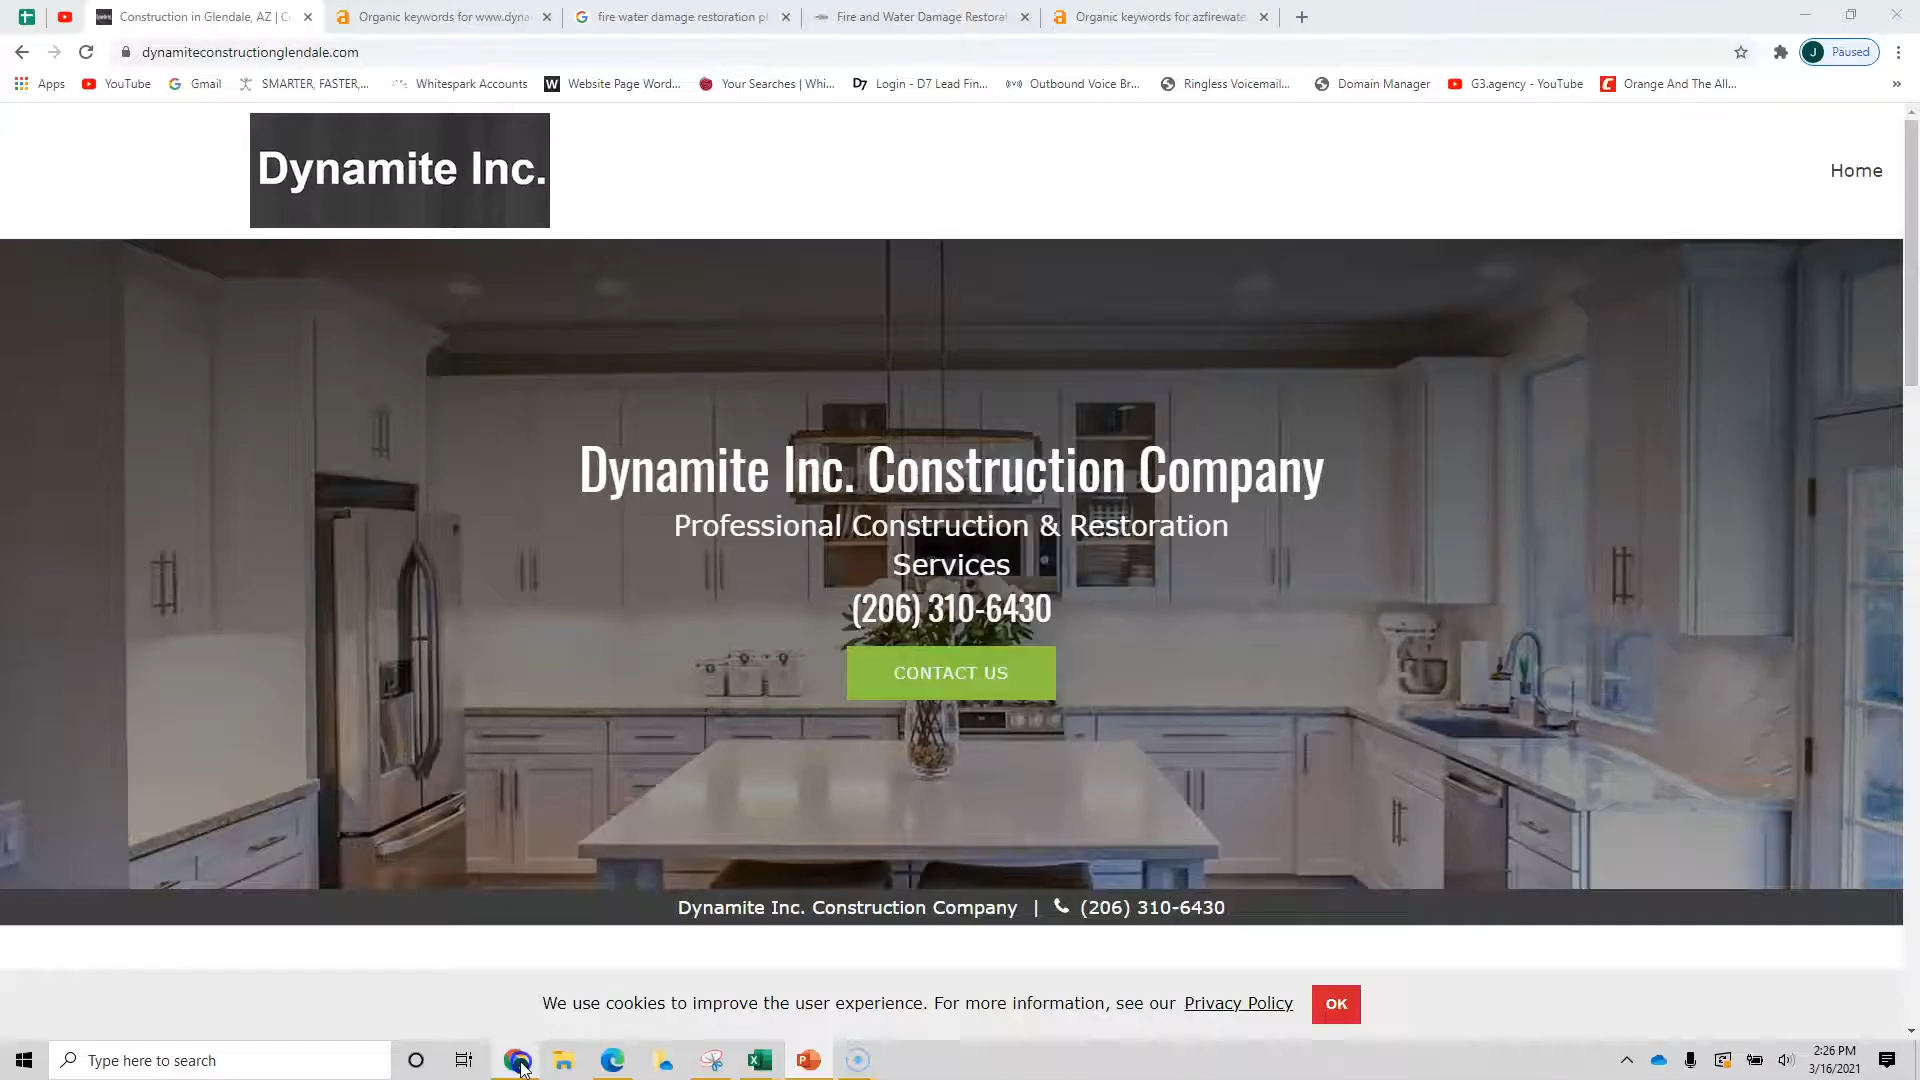 Construction in Glendale, AZ | C
Organic keywords for www.dyna
fire water damage restoration p
Fire and Water Damage Restorat
Organic keywords for azfirewate
dynamiteconstructionglendale.com
J Paused
Apps YouTube Gmail SMARTER, FASTER,... Whitespark Accounts Website Page Word... Your Searches | Whi... Login - D7 Lead Fin... Outbound Voice Br... Ringless Voicemail... Domain Manager G3.agency - YouTube Orange And The All... »
Dynamite Inc.
Home
Dynamite Inc. Construction Company
Professional Construction & Restoration
Services
(206) 310-6430
CONTACT US
Dynamite Inc. Construction Company | (206) 310-6430
We use cookies to improve the user experience. For more information, see our Privacy Policy OK
Type here to search
2:26 PM
3/16/2021